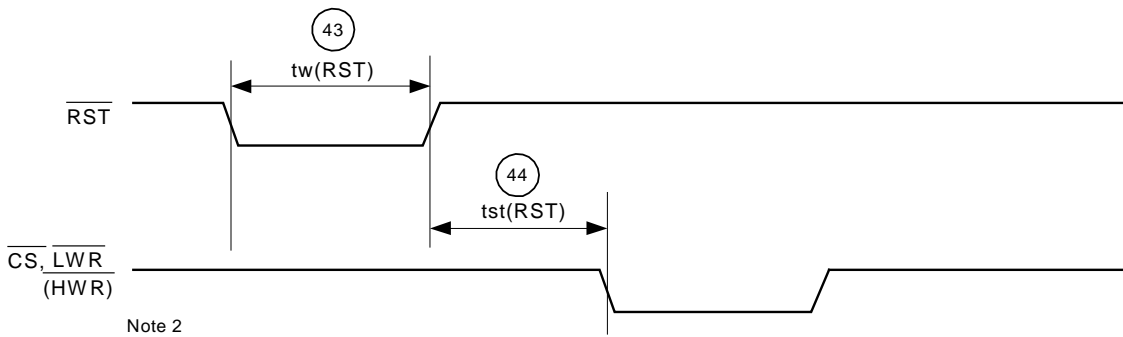 43
tw(RST)
RST
44
tst(RST)
CS, LWR
(HWR)
Note 2